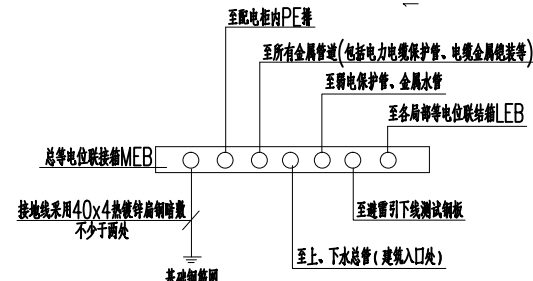 至配电柜内PE排
至所有金属管道(包括电力电缆保护管、电缆金属铠装等)
至弱电保护管、金属水管
至各局部等电位联结箱LEB
总等电位联接箱MEB
接地线采用40x4热镀锌扁钢暗敷
不少于两处
至避雷引下线测试钢板
至上、下水总管(建筑入口处)
基础钢筋网